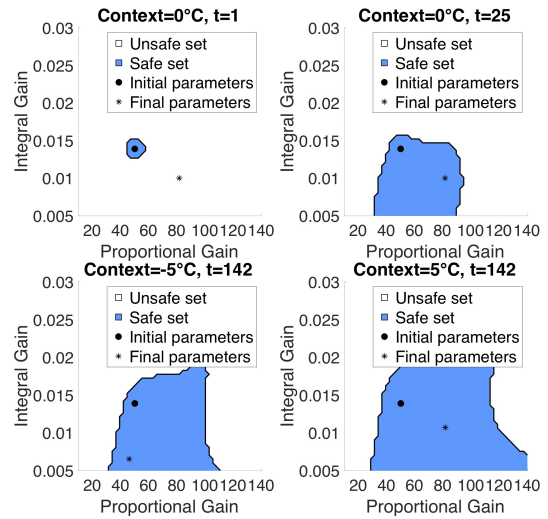 Context=0°C, t=1
0.03
0.025
0.02
0.015
0.01
0.005
Integral Gain
Unsafe set
Safe set
Initial parameters
Final parameters
20 40 60 80 100 120 140
Proportional Gain
Context=0°C, t=25
0.03
0.025
0.02
0.015
0.01
0.005
Integral Gain
Unsafe set
Safe set
Initial parameters
Final parameters
20 40 60 80 100 120 140
Proportional Gain
Context=-5°C, t=142
0.03
0.025
0.02
0.015
0.01
0.005
Integral Gain
Unsafe set
Safe set
Initial parameters
Final parameters
20 40 60 80 100 120 140
Proportional Gain
Context=5°C, t=142
0.03
0.025
0.02
0.015
0.01
0.005
Integral Gain
Unsafe set
Safe set
Initial parameters
Final parameters
20 40 60 80 100 120 140
Proportional Gain